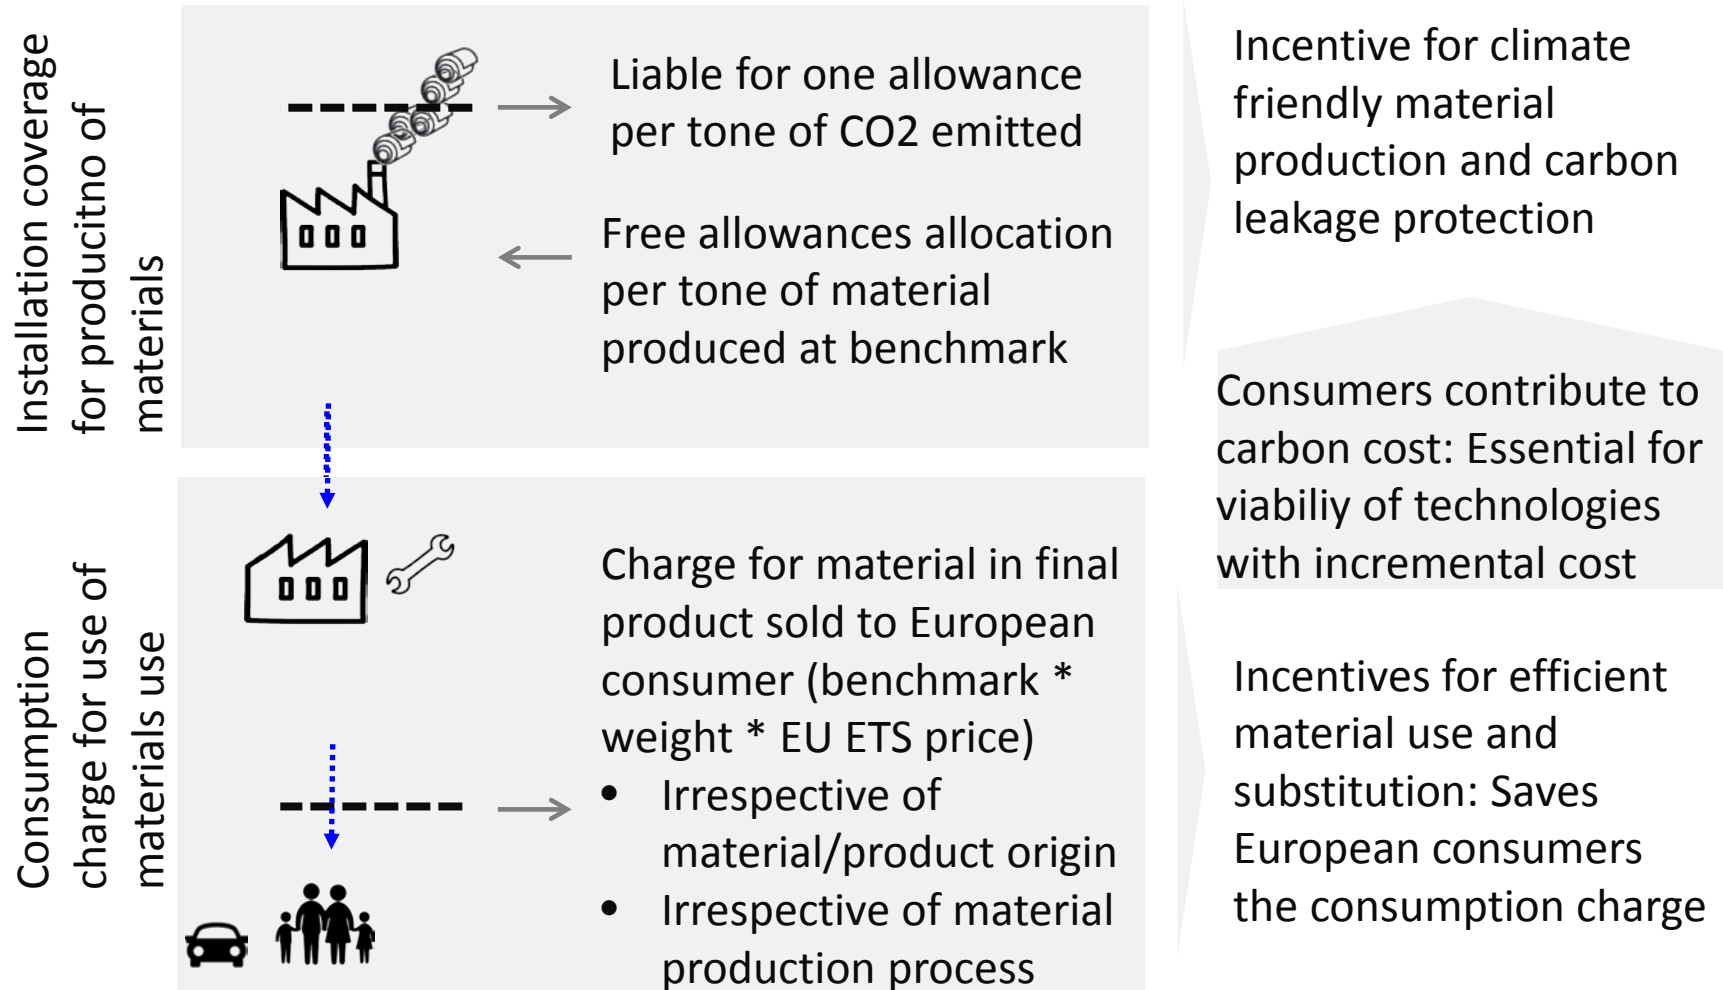 Installation coverage
for producitno of
materials
Liable for one allowance
per tone of CO2 emitted
Free allowances allocation
per tone of material
produced at benchmark
Incentive for climate
friendly material
production and carbon
leakage protection
Consumers contribute to
carbon cost: Essential for
viabiliy of technologies
with incremental cost
Consumption
charge for use of
materials use
Charge for material in final
product sold to European
consumer (benchmark *
weight * EU ETS price)
• Irrespective of
material/product origin
• Irrespective of material
production process
Incentives for efficient
material use and
substitution: Saves
European consumers
the consumption charge